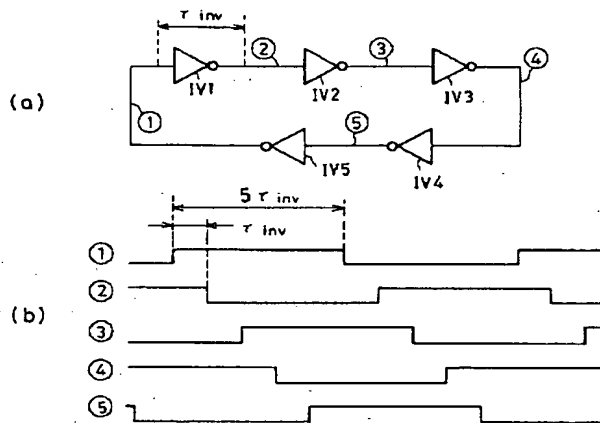 τ inv
② ③ ④
IV1 IV2 IV3
(a)
① ⑤
IV5 IV4
5 τ inv
τ inv
①
②
(b)
③
④
⑤